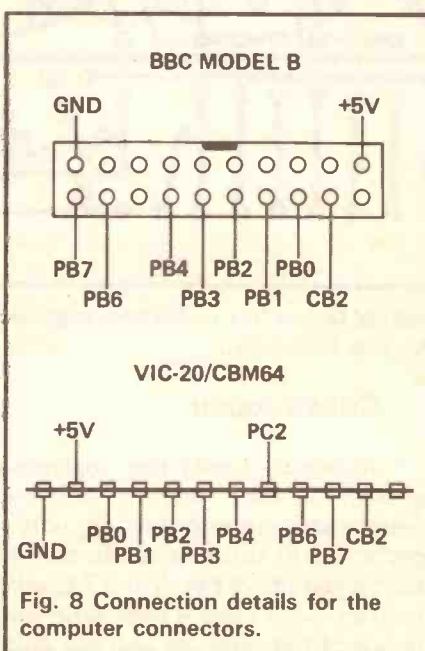 BBC MODEL B
GND +5V
PB7 PB4 PB2 PB0
PB6 PB3 PB1 CB2
VIC-20/CBM64
+5V PC2
PB0 PB2 PB4 PB6 CB2
GND PB1 PB3 PB7
Fig. 8 Connection details for the
computer connectors.